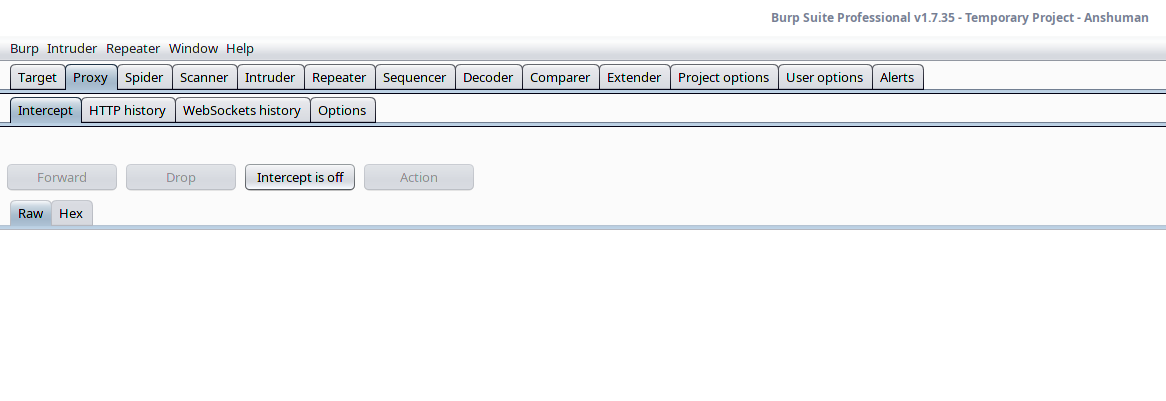 Burp Suite Professional v1.7.35 - Temporary Project - Anshuman
Burp Intruder Repeater Window Help
Target Proxy Spider Scanner Intruder Repeater Sequencer Decoder Comparer Extender Project options User options Alerts
Intercept HTTP history WebSockets history Options
Forward Drop Intercept is off Action
Raw Hex